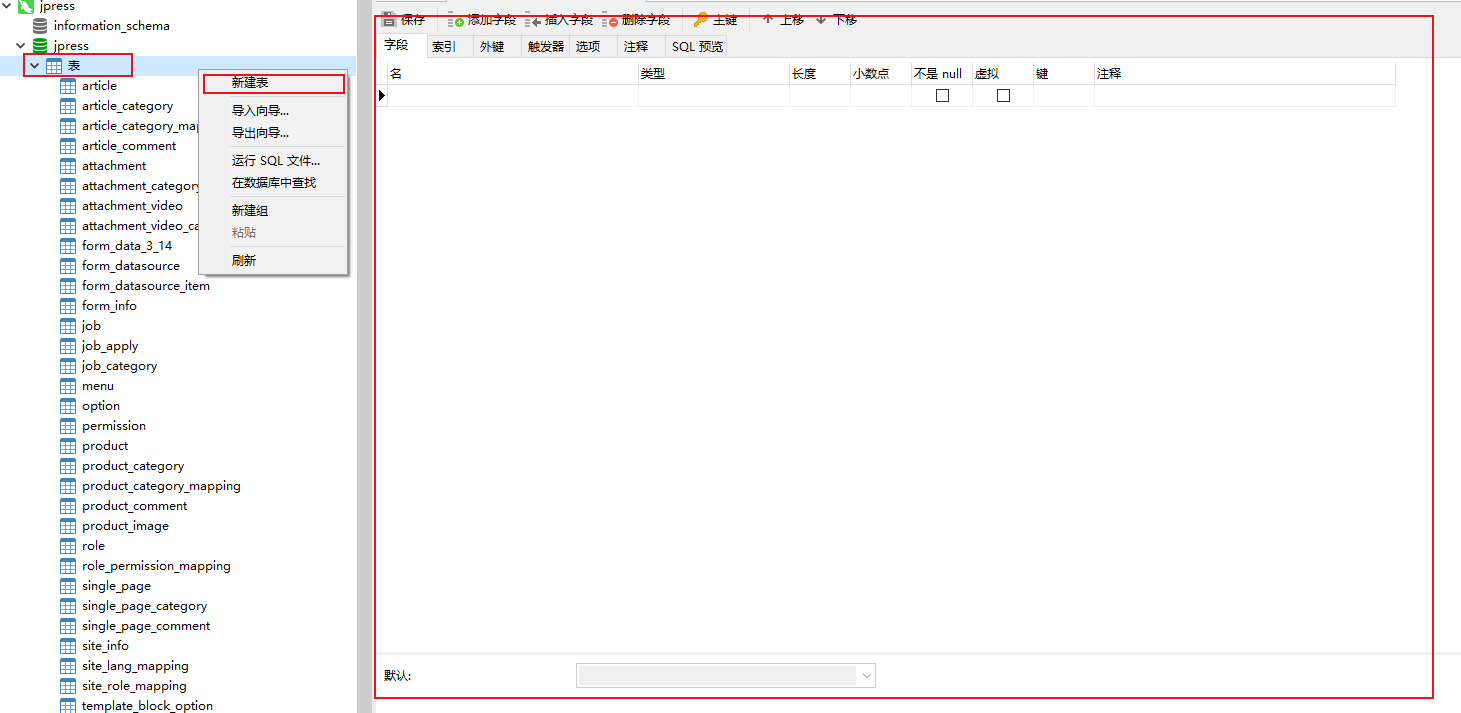 jpress
information_schema
jpress
表
article
article_category
article_category_map
article_comment
attachment
attachment_category
attachment_video
attachment_video_ca
form_data_3_14
form_datasource
form_datasource_item
form_info
job
job_apply
job_category
menu
option
permission
product
product_category
product_category_mapping
product_comment
product_image
role
role_permission_mapping
single_page
single_page_category
single_page_comment
site_info
site_lang_mapping
site_role_mapping
template_block_option
新建表
导入向导...
导出向导...
运行 SQL 文件...
在数据库中查找
新建组
粘贴
刷新
保存 添加字段 插入字段 删除字段 主键 上移 下移
字段 索引 外键 触发器 选项 注释 SQL 预览
名 类型 长度 小数点 不是 null 虚拟 键 注释
默认: